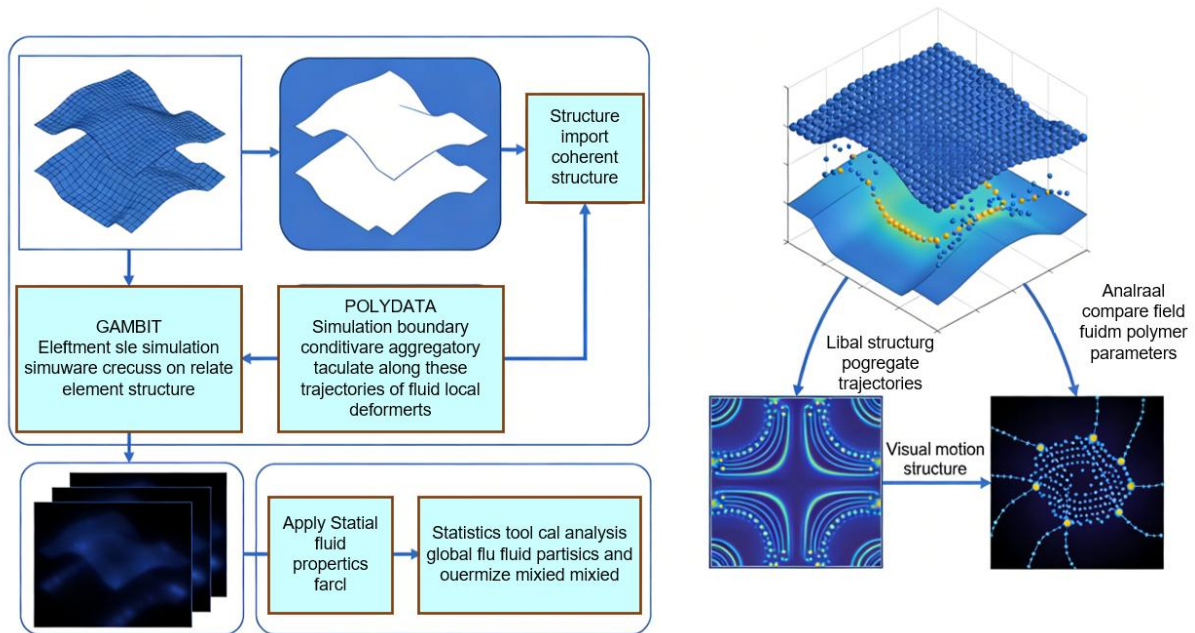 Structure
import
coherent
structure
GAMBIT
Eleftment sle simulation
simuware crecuss on relate
element structure
POLYDATA
Simulation boundary
conditivare aggregatory
taculate along these
trajectories of fluid local
deformerts
Apply Statial
fluid
propertics
farcl
Statistics tool cal analysis
global flu fluid partisics and
ouermize mixied mixied
Libal structurg
pogregate
trajectories
Analraal
compare field
fuidm polymer
parameters
Visual motion
structure